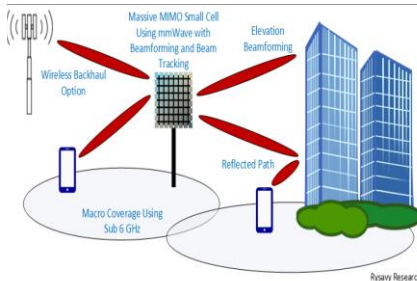 Massive MIMO Small Cell
Using mmWave with
Beamforming and Beam
Tracking
Elevation
Beamforming
Wireless Backhaul
Option
Reflected Path
Macro Coverage Using
Sub 6 GHz
Rysavy Research